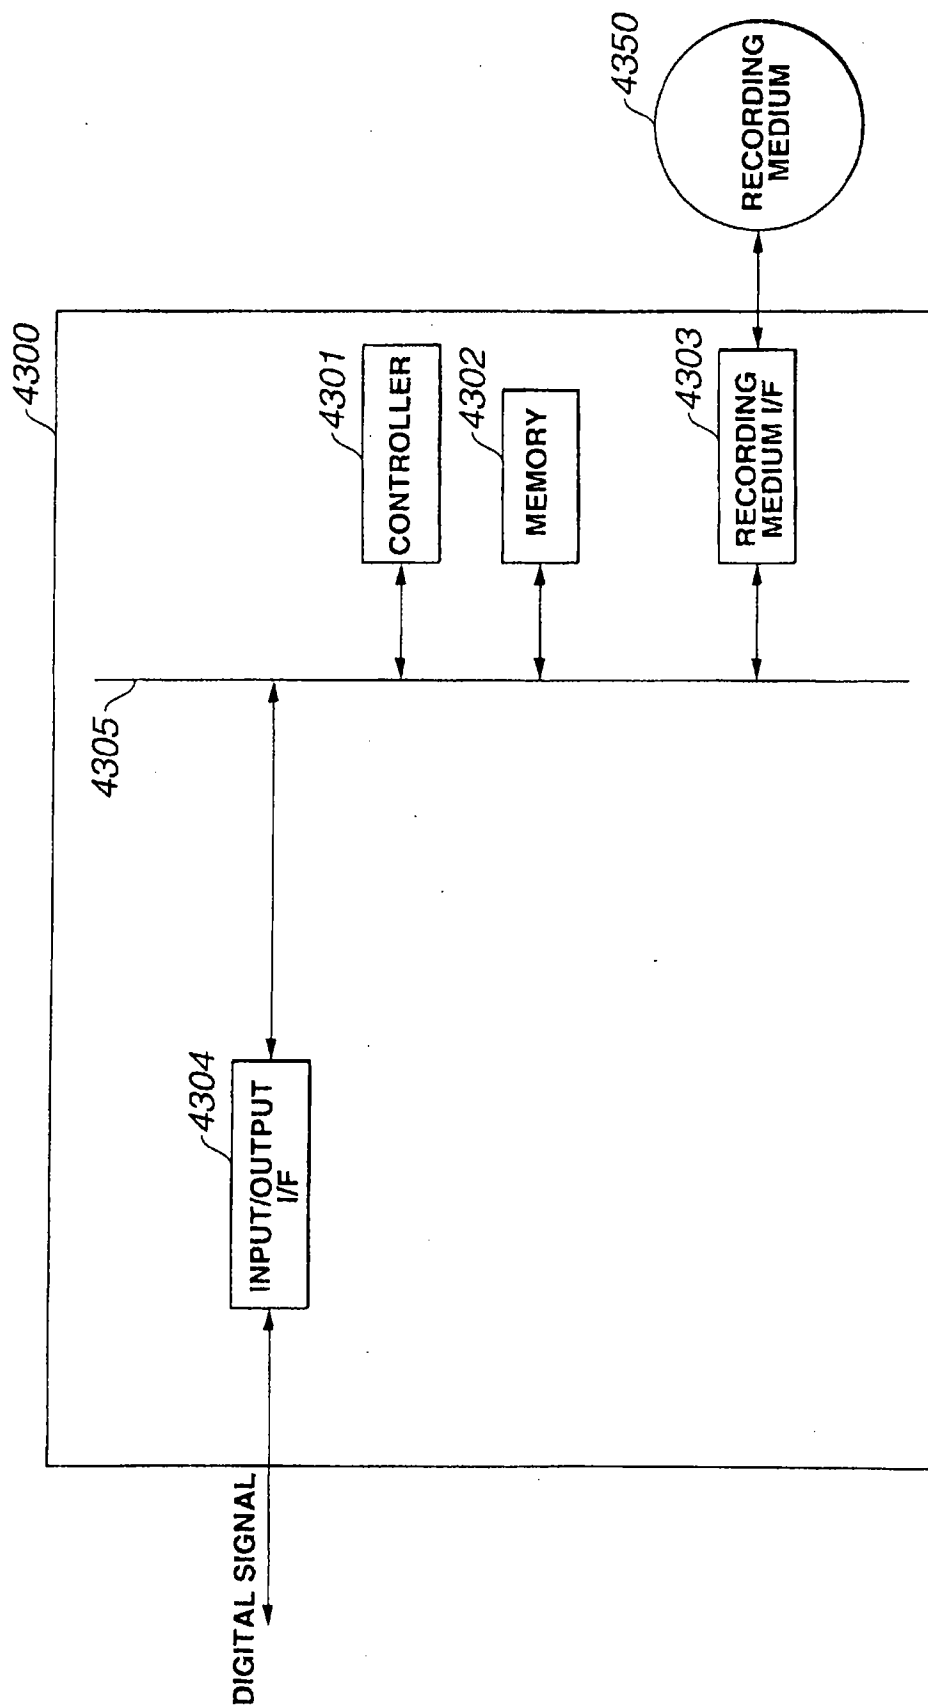 4300
4305
4304
INPUT/OUTPUT
I/F
DIGITAL SIGNAL
4301
CONTROLLER
4302
MEMORY
4303
RECORDING
MEDIUM I/F
4350
RECORDING
MEDIUM